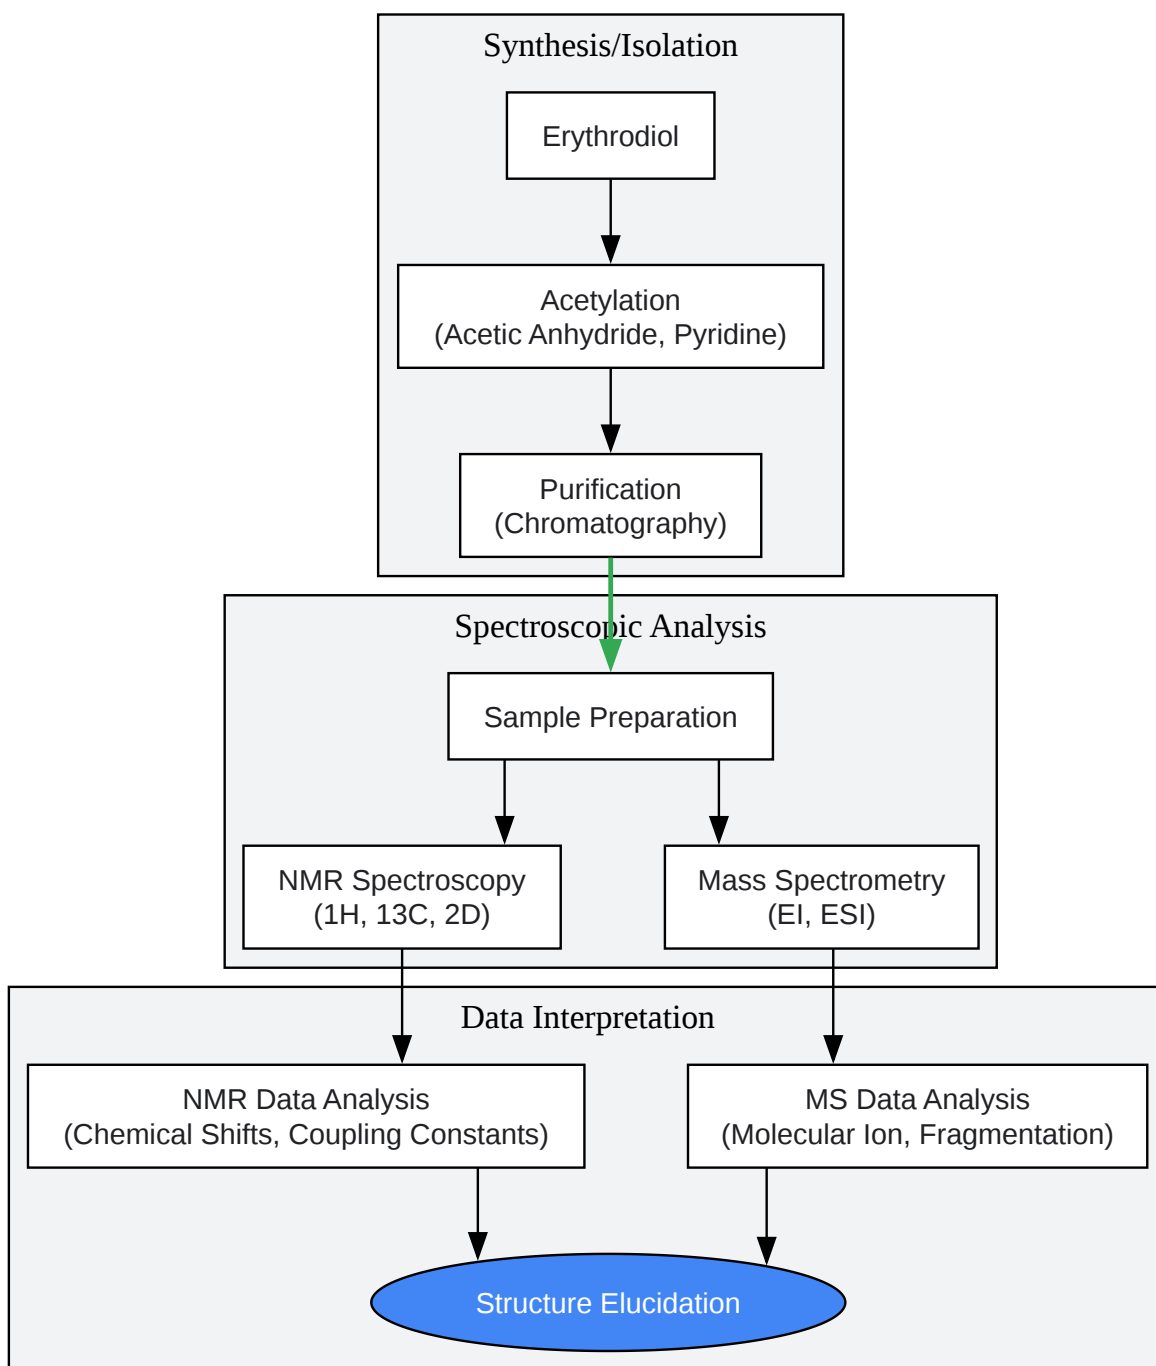 Synthesis/Isolation
Erythrodiol
Acetylation
(Acetic Anhydride, Pyridine)
Purification
(Chromatography)
Spectroscopic Analysis
Sample Preparation
NMR Spectroscopy
(1H, 13C, 2D)
Mass Spectrometry
(EI, ESI)
Data Interpretation
NMR Data Analysis
(Chemical Shifts, Coupling Constants)
MS Data Analysis
(Molecular Ion, Fragmentation)
Structure Elucidation